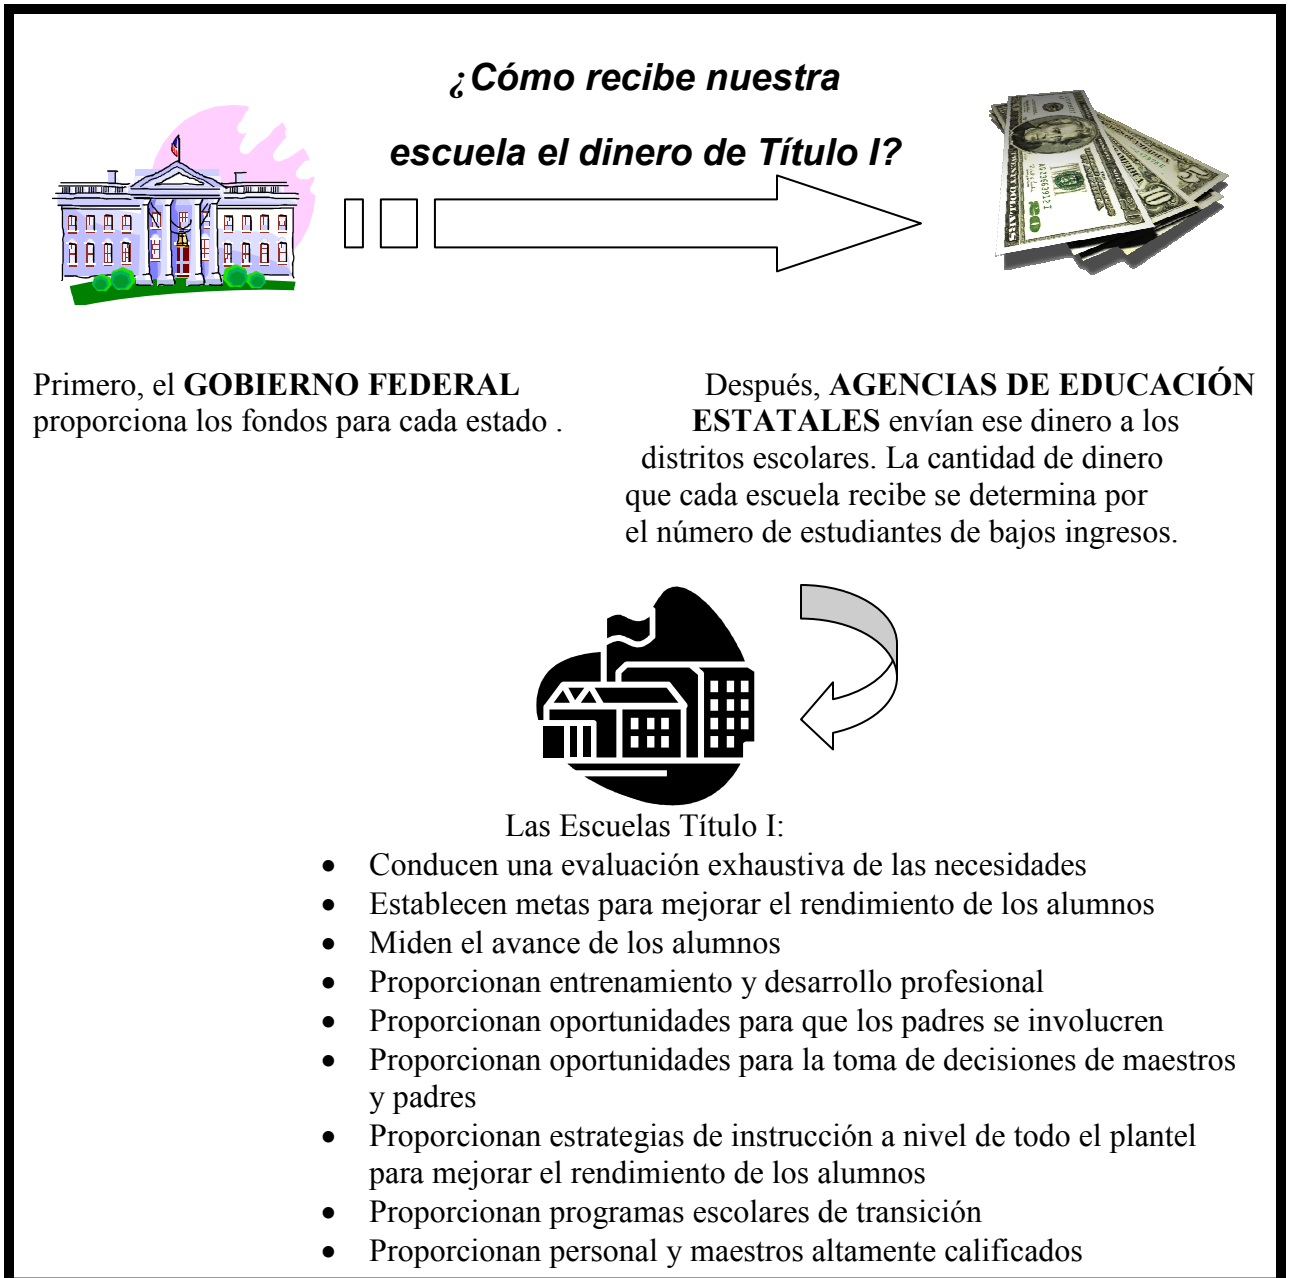 ¿Cómo recibe nuestra
escuela el dinero de Título I?
Primero, el GOBIERNO FEDERAL
proporciona los fondos para cada estado .
Después, AGENCIAS DE EDUCACIÓN
ESTATALES envían ese dinero a los
distritos escolares. La cantidad de dinero
que cada escuela recibe se determina por
el número de estudiantes de bajos ingresos.
Las Escuelas Título I:
• Conducen una evaluación exhaustiva de las necesidades
• Establecen metas para mejorar el rendimiento de los alumnos
• Miden el avance de los alumnos
• Proporcionan entrenamiento y desarrollo profesional
• Proporcionan oportunidades para que los padres se involucren
• Proporcionan oportunidades para la toma de decisiones de maestros
y padres
• Proporcionan estrategias de instrucción a nivel de todo el plantel
para mejorar el rendimiento de los alumnos
• Proporcionan programas escolares de transición
• Proporcionan personal y maestros altamente calificados